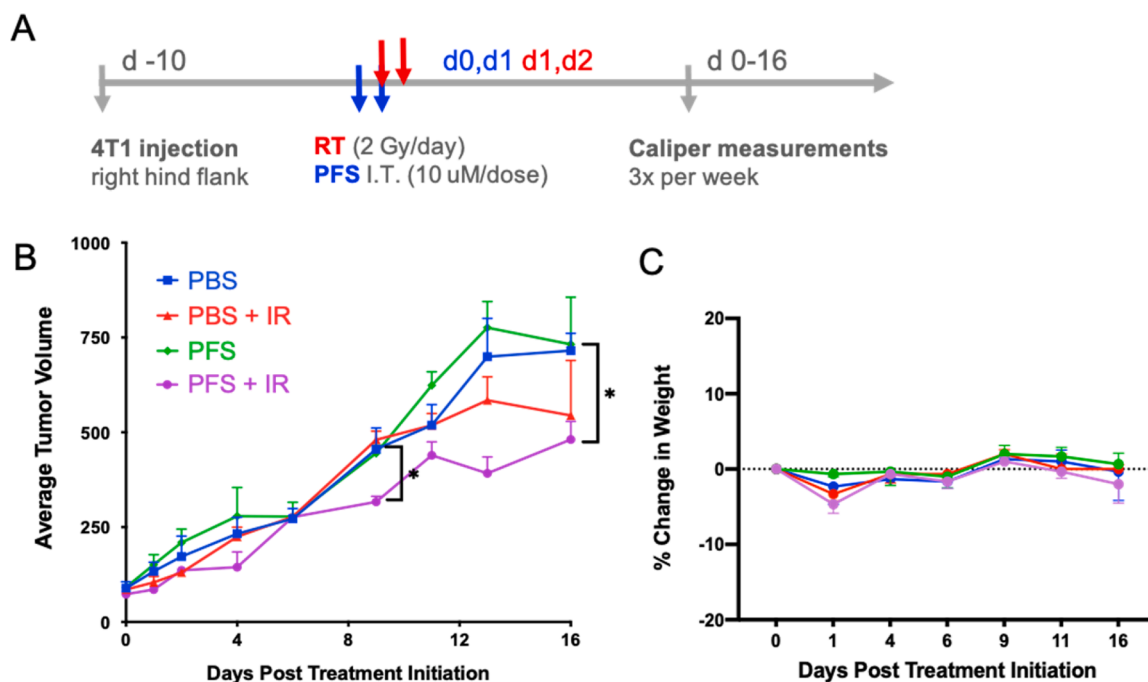 A
d -10
d0,d1 d1,d2
d 0-16
4T1 injection
right hind flank
RT (2 Gy/day)
PFS I.T. (10 uM/dose)
Caliper measurements
3x per week
B
Average Tumor Volume
1000
750
500
250
0
PBS
PBS + IR
PFS
PFS + IR
*
*
0
4
8
12
16
Days Post Treatment Initiation
C
% Change in Weight
20
10
0
-10
-20
0
1
4
6
9
11
16
Days Post Treatment Initiation